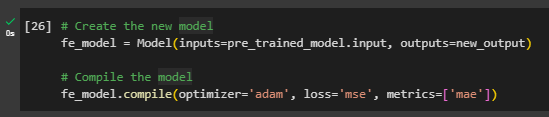 [26] # Create the new model
fe_model = Model(inputs=pre_trained_model.input, outputs=new_output)
0s
# Compile the model
fe_model.compile(optimizer='adam', loss='mse', metrics=['mae'])